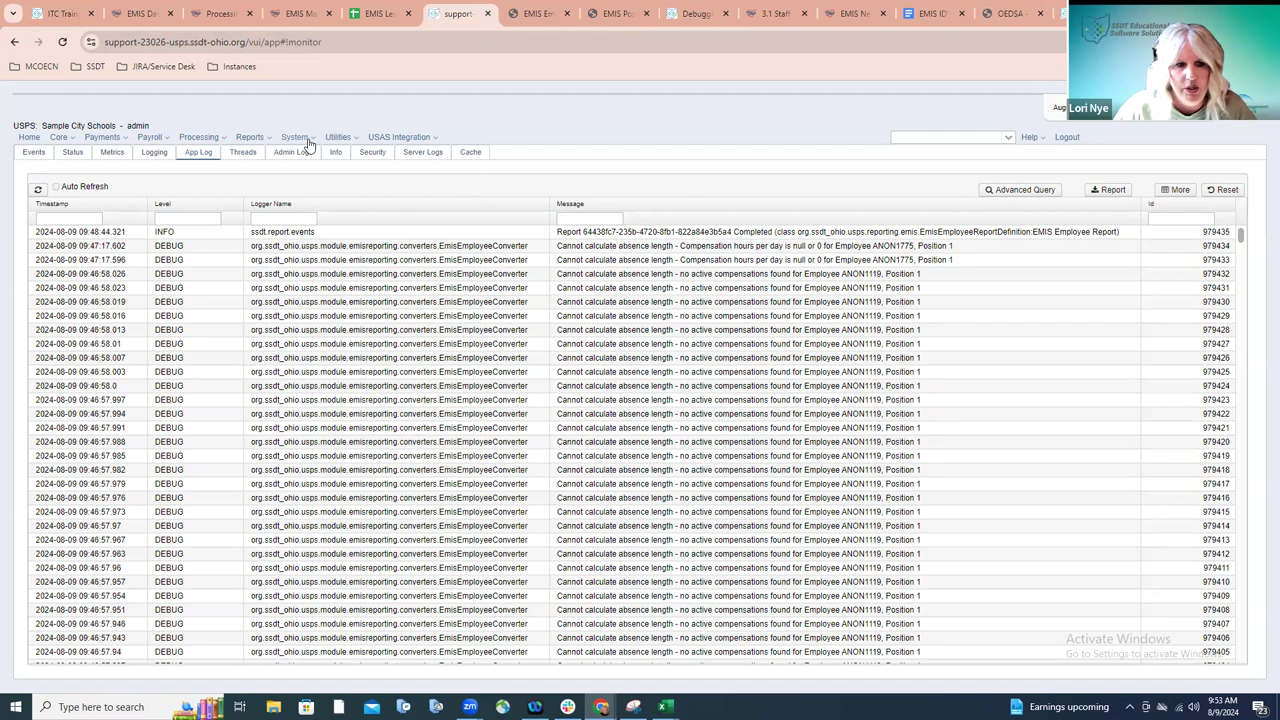 ITC Train
EMIS Da
Processin
EMIS Ma
EMIS Le
support-
EMIS Em
EMIS Po
Debuggi
3.1 Staff
EMIS Ne
EMIS ID
OEDSA -
support-23026-usps.ssdt-ohio.org/vui/app#!monitor
MCOECN SSDT JIRA/Service Desk Instances
SSDT Educational
Software Solutions
Lori Nye
Aug
USPS: Sample City Schools - admin
Home Core Payments Payroll Processing Reports System Utilities USAS Integration Help Logout
Events Status Metrics Logging App Log Threads Admin Log Info Security Server Logs Cache
Auto Refresh Advanced Query Report More Reset
Timestamp Level Logger Name Message Id
2024-08-09 09:48:44.321 INFO ssdt.report.events Report 64438fc7-235b-4720-8fb1-822a84e3b5a4 Completed (class org.ssdt_ohio.usps.reporting.emis.EmisEmployeeReportDefinition:EMIS Employee Report) 979435
2024-08-09 09:47:17.602 DEBUG org.ssdt_ohio.usps.module.emisreporting.converters.EmisEmployeeConverter Cannot calculate absence length - Compensation hours per day is null or 0 for Employee ANON1775, Position 1 979434
2024-08-09 09:47:17.596 DEBUG org.ssdt_ohio.usps.module.emisreporting.converters.EmisEmployeeConverter Cannot calculate absence length - Compensation hours per day is null or 0 for Employee ANON1775, Position 1 979433
2024-08-09 09:46:58.026 DEBUG org.ssdt_ohio.usps.module.emisreporting.converters.EmisEmployeeConverter Cannot calculate absence length - no active compensations found for Employee ANON1119, Position 1 979432
2024-08-09 09:46:58.023 DEBUG org.ssdt_ohio.usps.module.emisreporting.converters.EmisEmployeeConverter Cannot calculate absence length - no active compensations found for Employee ANON1119, Position 1 979431
2024-08-09 09:46:58.019 DEBUG org.ssdt_ohio.usps.module.emisreporting.converters.EmisEmployeeConverter Cannot calculate absence length - no active compensations found for Employee ANON1119, Position 1 979430
2024-08-09 09:46:58.016 DEBUG org.ssdt_ohio.usps.module.emisreporting.converters.EmisEmployeeConverter Cannot calculate absence length - no active compensations found for Employee ANON1119, Position 1 979429
2024-08-09 09:46:58.013 DEBUG org.ssdt_ohio.usps.module.emisreporting.converters.EmisEmployeeConverter Cannot calculate absence length - no active compensations found for Employee ANON1119, Position 1 979428
2024-08-09 09:46:58.01 DEBUG org.ssdt_ohio.usps.module.emisreporting.converters.EmisEmployeeConverter Cannot calculate absence length - no active compensations found for Employee ANON1119, Position 1 979427
2024-08-09 09:46:58.007 DEBUG org.ssdt_ohio.usps.module.emisreporting.converters.EmisEmployeeConverter Cannot calculate absence length - no active compensations found for Employee ANON1119, Position 1 979426
2024-08-09 09:46:58.003 DEBUG org.ssdt_ohio.usps.module.emisreporting.converters.EmisEmployeeConverter Cannot calculate absence length - no active compensations found for Employee ANON1119, Position 1 979425
2024-08-09 09:46:58.0 DEBUG org.ssdt_ohio.usps.module.emisreporting.converters.EmisEmployeeConverter Cannot calculate absence length - no active compensations found for Employee ANON1119, Position 1 979424
2024-08-09 09:46:57.997 DEBUG org.ssdt_ohio.usps.module.emisreporting.converters.EmisEmployeeConverter Cannot calculate absence length - no active compensations found for Employee ANON1119, Position 1 979423
2024-08-09 09:46:57.994 DEBUG org.ssdt_ohio.usps.module.emisreporting.converters.EmisEmployeeConverter Cannot calculate absence length - no active compensations found for Employee ANON1119, Position 1 979422
2024-08-09 09:46:57.991 DEBUG org.ssdt_ohio.usps.module.emisreporting.converters.EmisEmployeeConverter Cannot calculate absence length - no active compensations found for Employee ANON1119, Position 1 979421
2024-08-09 09:46:57.988 DEBUG org.ssdt_ohio.usps.module.emisreporting.converters.EmisEmployeeConverter Cannot calculate absence length - no active compensations found for Employee ANON1119, Position 1 979420
2024-08-09 09:46:57.985 DEBUG org.ssdt_ohio.usps.module.emisreporting.converters.EmisEmployeeConverter Cannot calculate absence length - no active compensations found for Employee ANON1119, Position 1 979419
2024-08-09 09:46:57.982 DEBUG org.ssdt_ohio.usps.module.emisreporting.converters.EmisEmployeeConverter Cannot calculate absence length - no active compensations found for Employee ANON1119, Position 1 979418
2024-08-09 09:46:57.979 DEBUG org.ssdt_ohio.usps.module.emisreporting.converters.EmisEmployeeConverter Cannot calculate absence length - no active compensations found for Employee ANON1119, Position 1 979417
2024-08-09 09:46:57.976 DEBUG org.ssdt_ohio.usps.module.emisreporting.converters.EmisEmployeeConverter Cannot calculate absence length - no active compensations found for Employee ANON1119, Position 1 979416
2024-08-09 09:46:57.973 DEBUG org.ssdt_ohio.usps.module.emisreporting.converters.EmisEmployeeConverter Cannot calculate absence length - no active compensations found for Employee ANON1119, Position 1 979415
2024-08-09 09:46:57.97 DEBUG org.ssdt_ohio.usps.module.emisreporting.converters.EmisEmployeeConverter Cannot calculate absence length - no active compensations found for Employee ANON1119, Position 1 979414
2024-08-09 09:46:57.967 DEBUG org.ssdt_ohio.usps.module.emisreporting.converters.EmisEmployeeConverter Cannot calculate absence length - no active compensations found for Employee ANON1119, Position 1 979413
2024-08-09 09:46:57.963 DEBUG org.ssdt_ohio.usps.module.emisreporting.converters.EmisEmployeeConverter Cannot calculate absence length - no active compensations found for Employee ANON1119, Position 1 979412
2024-08-09 09:46:57.96 DEBUG org.ssdt_ohio.usps.module.emisreporting.converters.EmisEmployeeConverter Cannot calculate absence length - no active compensations found for Employee ANON1119, Position 1 979411
2024-08-09 09:46:57.957 DEBUG org.ssdt_ohio.usps.module.emisreporting.converters.EmisEmployeeConverter Cannot calculate absence length - no active compensations found for Employee ANON1119, Position 1 979410
2024-08-09 09:46:57.954 DEBUG org.ssdt_ohio.usps.module.emisreporting.converters.EmisEmployeeConverter Cannot calculate absence length - no active compensations found for Employee ANON1119, Position 1 979409
2024-08-09 09:46:57.951 DEBUG org.ssdt_ohio.usps.module.emisreporting.converters.EmisEmployeeConverter Cannot calculate absence length - no active compensations found for Employee ANON1119, Position 1 979408
2024-08-09 09:46:57.946 DEBUG org.ssdt_ohio.usps.module.emisreporting.converters.EmisEmployeeConverter Cannot calculate absence length - no active compensations found for Employee ANON1119, Position 1 979407
2024-08-09 09:46:57.943 DEBUG org.ssdt_ohio.usps.module.emisreporting.converters.EmisEmployeeConverter Cannot calculate absence length - no active compensations found for Employee ANON1119, Position 1 979406
2024-08-09 09:46:57.94 DEBUG org.ssdt_ohio.usps.module.emisreporting.converters.EmisEmployeeConverter Cannot calculate absence length - no active compensations found for Employee ANON1119, Position 1 979405
Activate Windows
Go to Settings to activate Windows.
Type here to search
Earnings upcoming
9:53 AM
8/9/2024
23